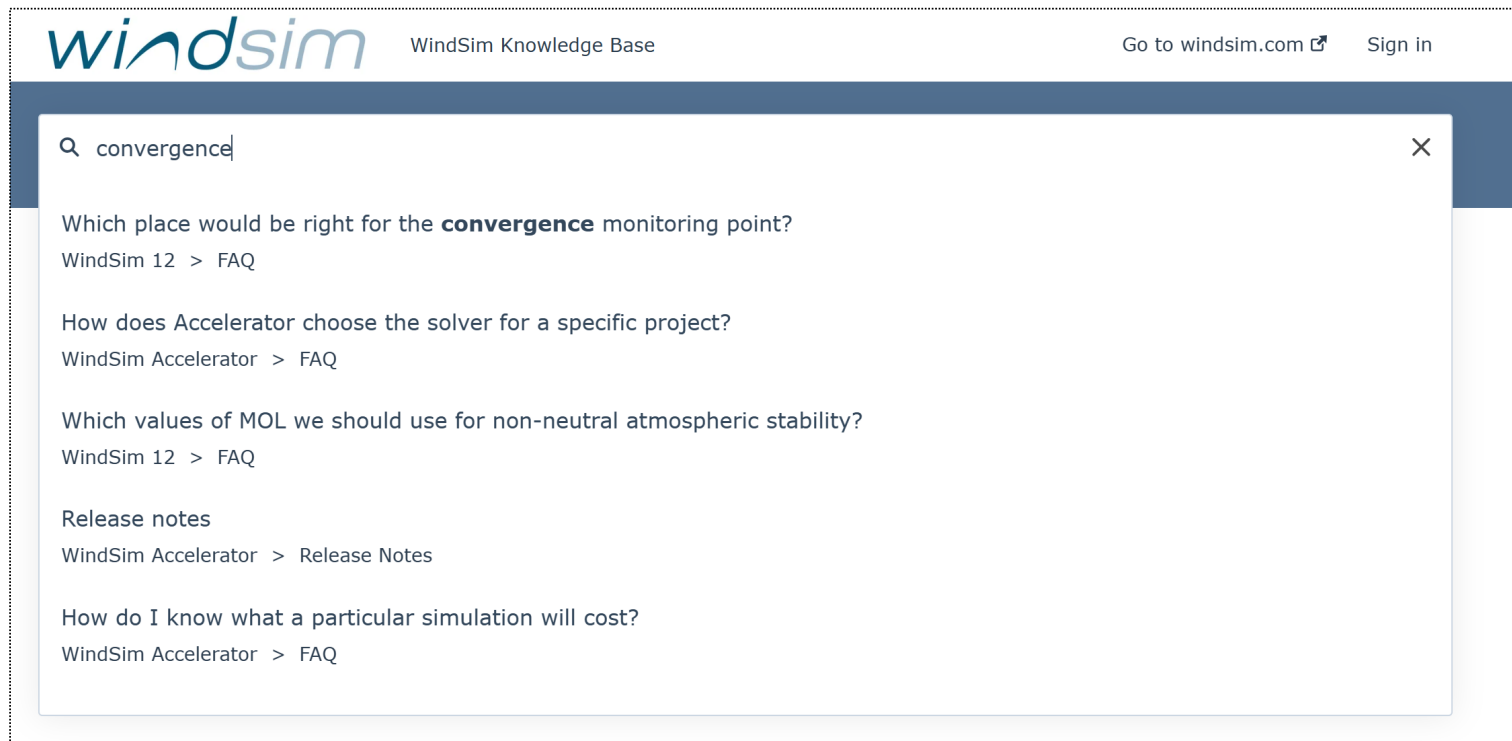 windsim WindSim Knowledge Base Go to windsim.com Sign in
convergence
Which place would be right for the convergence monitoring point?
WindSim 12 > FAQ
How does Accelerator choose the solver for a specific project?
WindSim Accelerator > FAQ
Which values of MOL we should use for non-neutral atmospheric stability?
WindSim 12 > FAQ
Release notes
WindSim Accelerator > Release Notes
How do I know what a particular simulation will cost?
WindSim Accelerator > FAQ